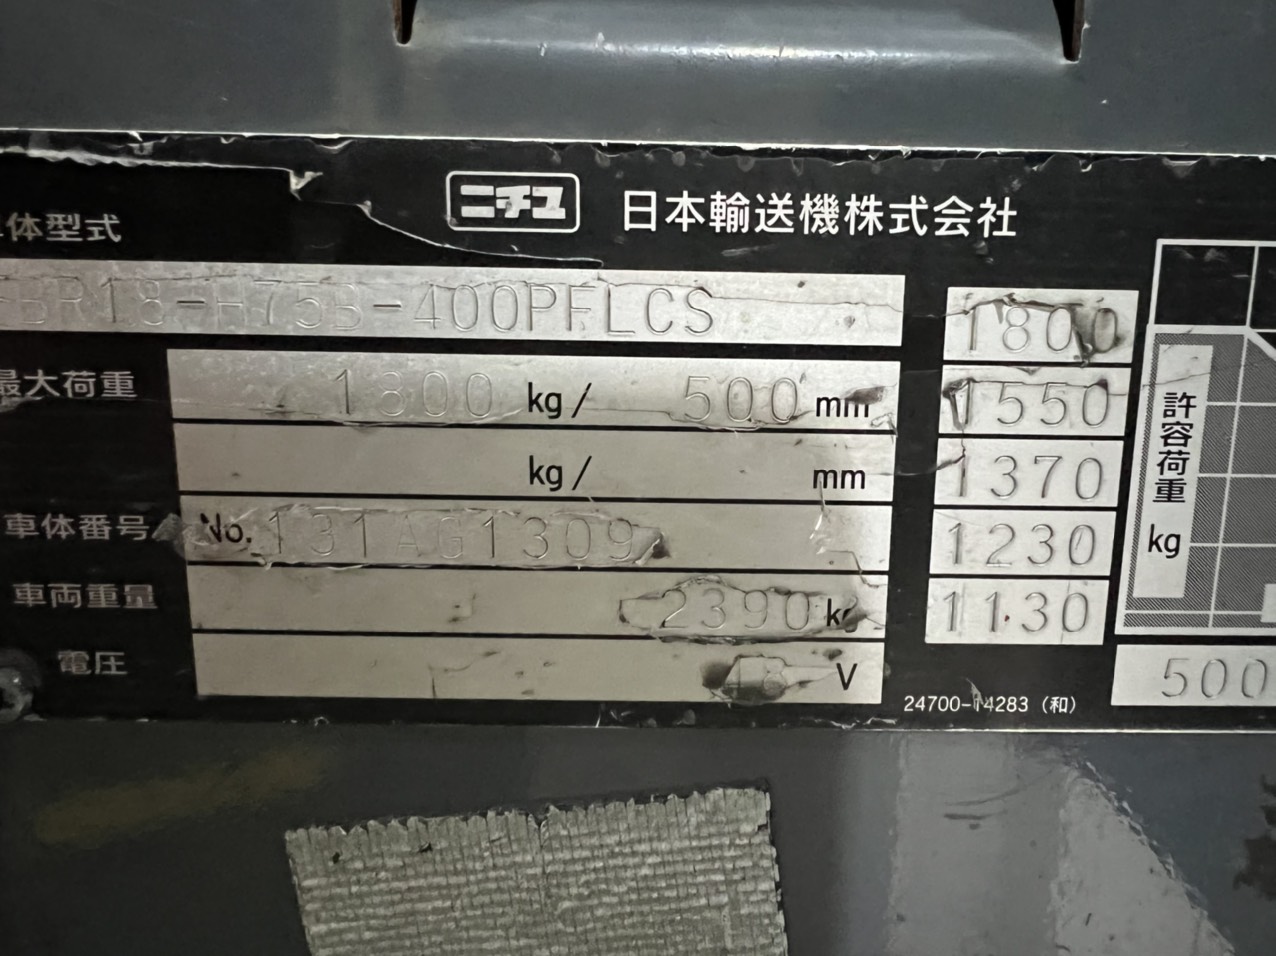 ニチユ 日本輸送機株式会社
体型式
FBR18-H75B-400PFLCS
最大荷重 1800 kg/ 500 mm
kg/ mm
車体番号 No. 131AG1309
車両重量 2390 kg
電圧 V
1800
1550
1370
1230
1130
許容荷重
kg
500
24700-14283 (和)